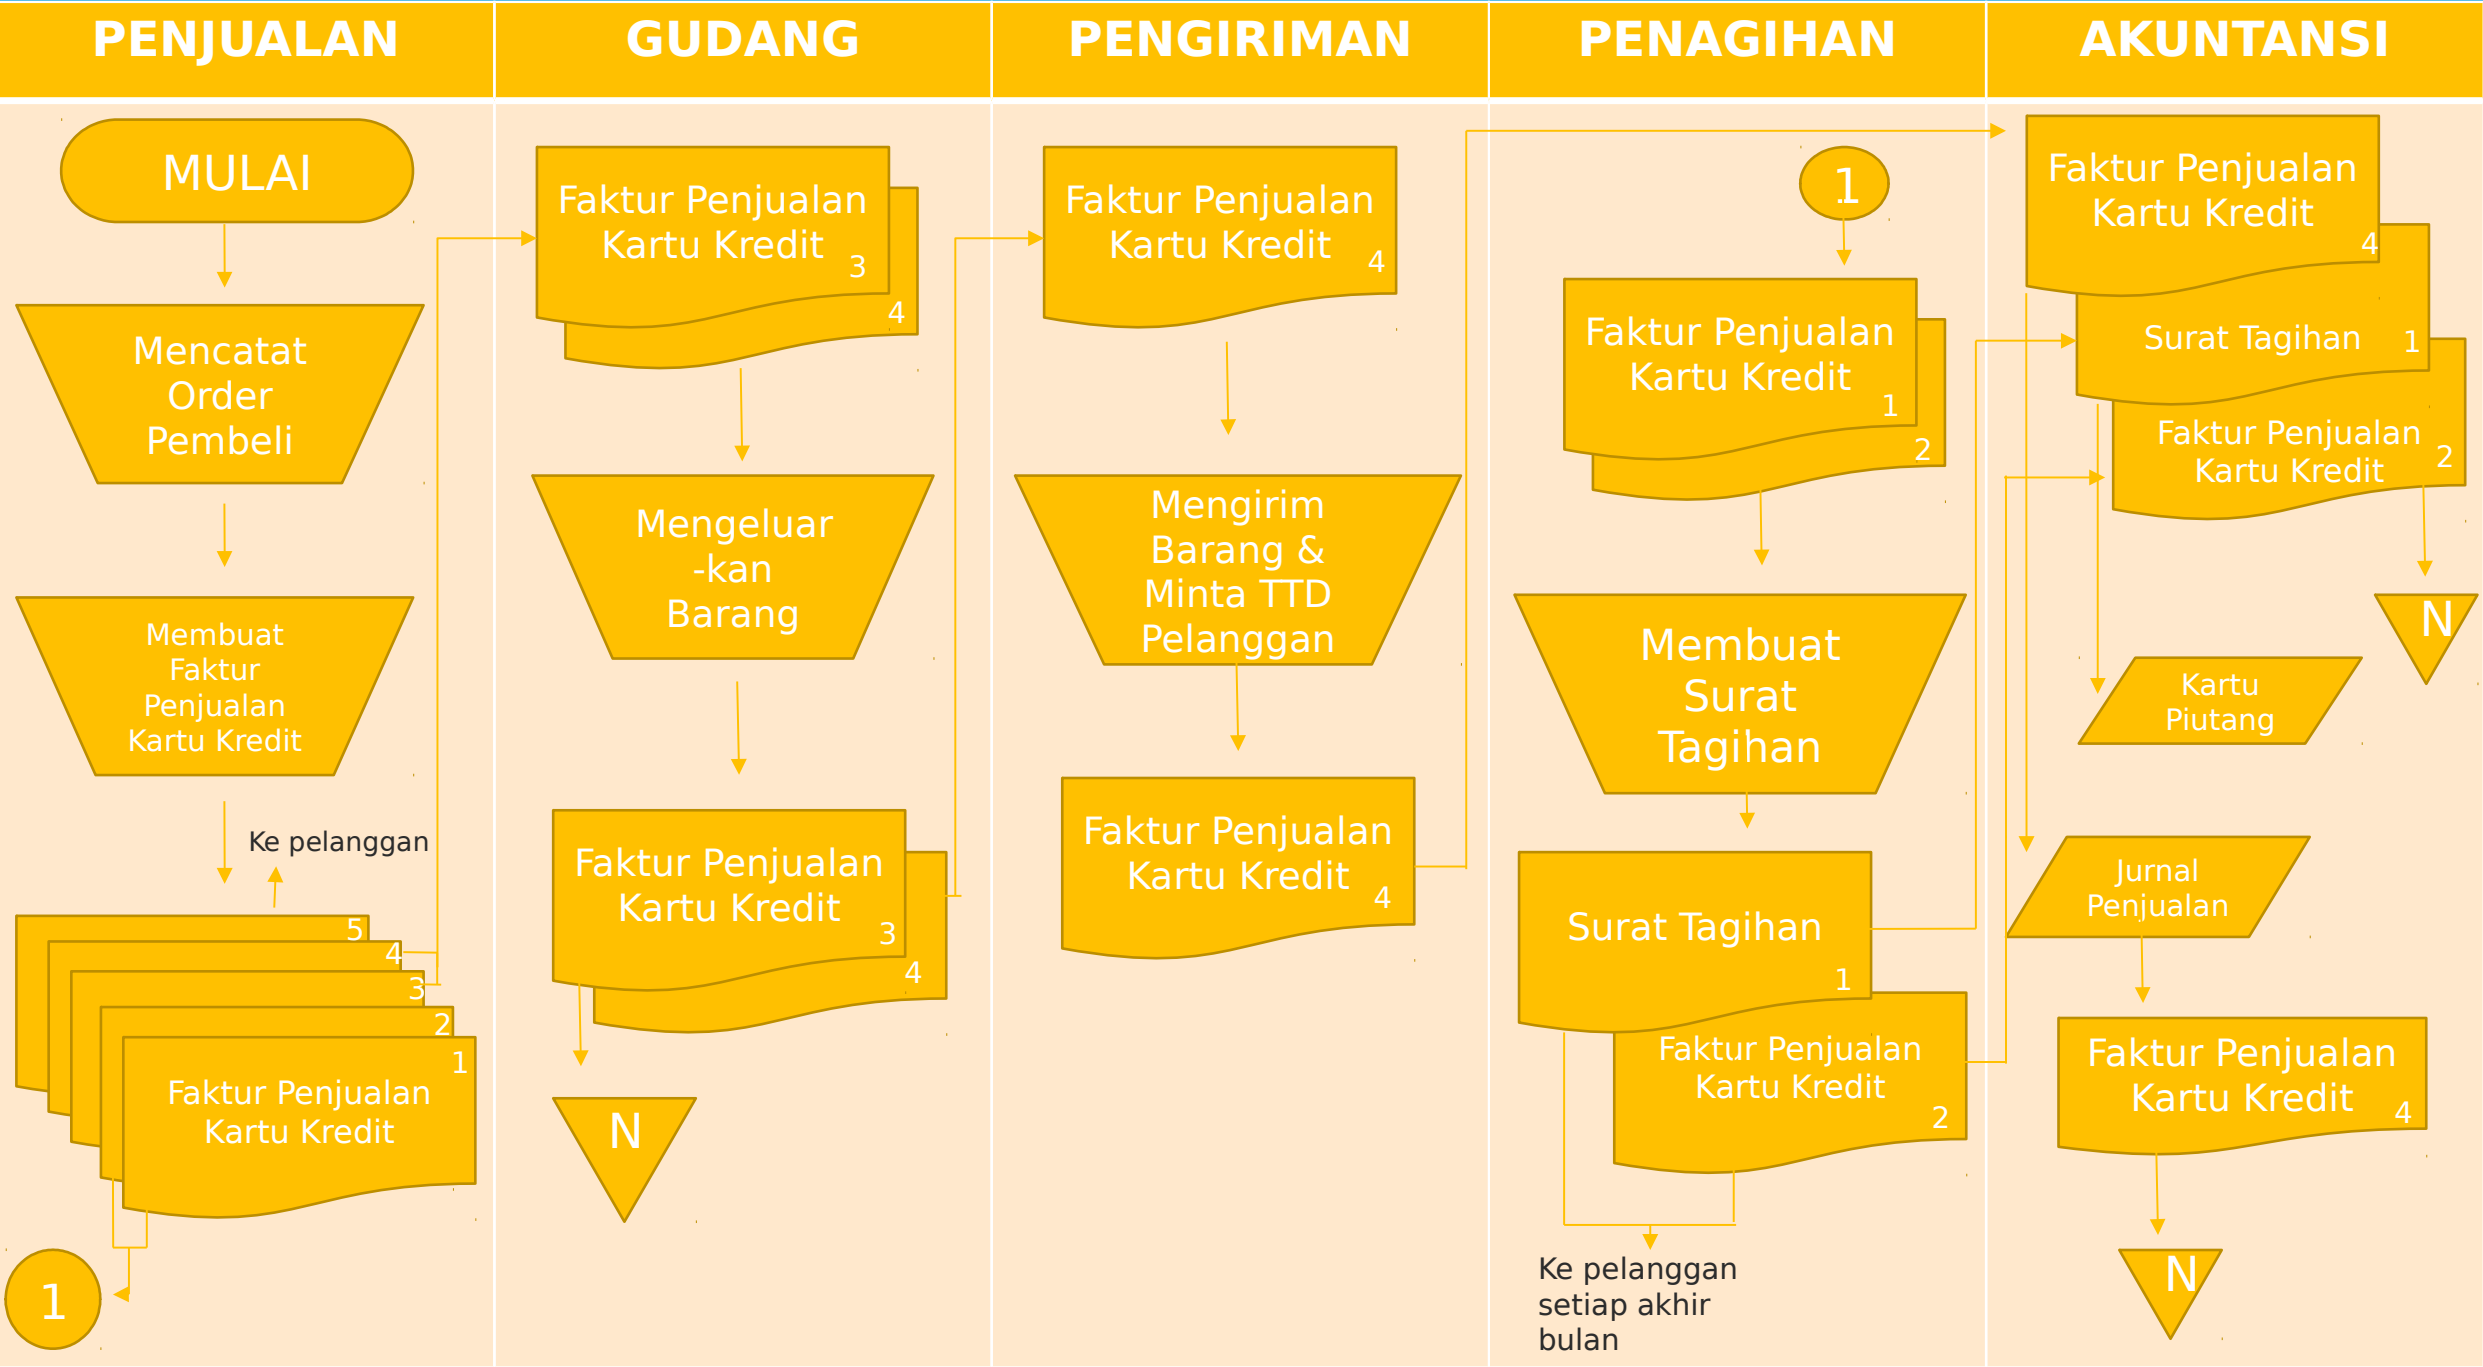 PENJUALAN
GUDANG
PENGIRIMAN
PENAGIHAN
AKUNTANSI
MULAI
Mencatat
Order
Pembeli
Membuat
Faktur
Penjualan
Kartu Kredit
Ke pelanggan
5
4
3
2
1
Faktur Penjualan
Kartu Kredit
1
Faktur Penjualan
Kartu Kredit
3
4
Mengeluar
-kan
Barang
Faktur Penjualan
Kartu Kredit
3
4
N
Faktur Penjualan
Kartu Kredit
4
Mengirim
Barang &
Minta TTD
Pelanggan
Faktur Penjualan
Kartu Kredit
4
1
Faktur Penjualan
Kartu Kredit
1
2
Membuat
Surat
Tagihan
Surat Tagihan
1
Faktur Penjualan
Kartu Kredit
2
Ke pelanggan
setiap akhir
bulan
Faktur Penjualan
Kartu Kredit
4
Surat Tagihan
1
Faktur Penjualan
Kartu Kredit
2
N
Kartu
Piutang
Jurnal
Penjualan
Faktur Penjualan
Kartu Kredit
4
N